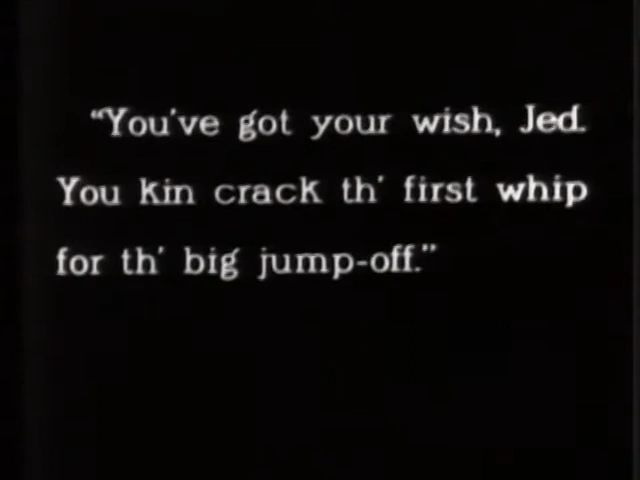 “You've got your wish, Jed.
You kin crack th' first whip
for th' big jump-off.”